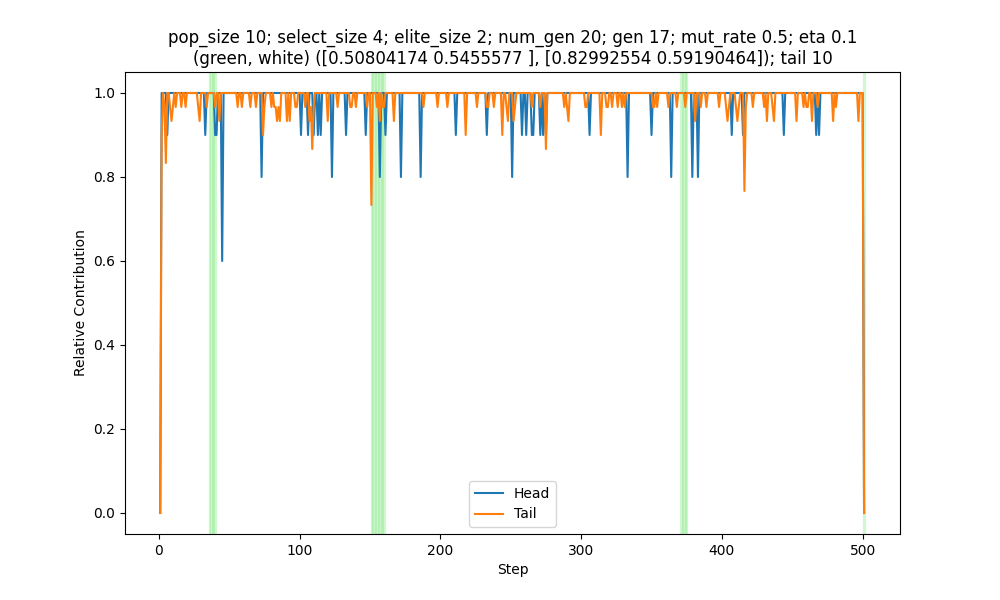 pop_size 10; select_size 4; elite_size 2; num_gen 20; gen 17; mut_rate 0.5; eta 0.1
(green, white) ([0.50804174 0.5455577 ], [0.82992554 0.59190464]); tail 10
1.0
0.8
0.6
0.4
0.2
0.0
Relative Contribution
Head
Tail
0 100 200 300 400 500
Step